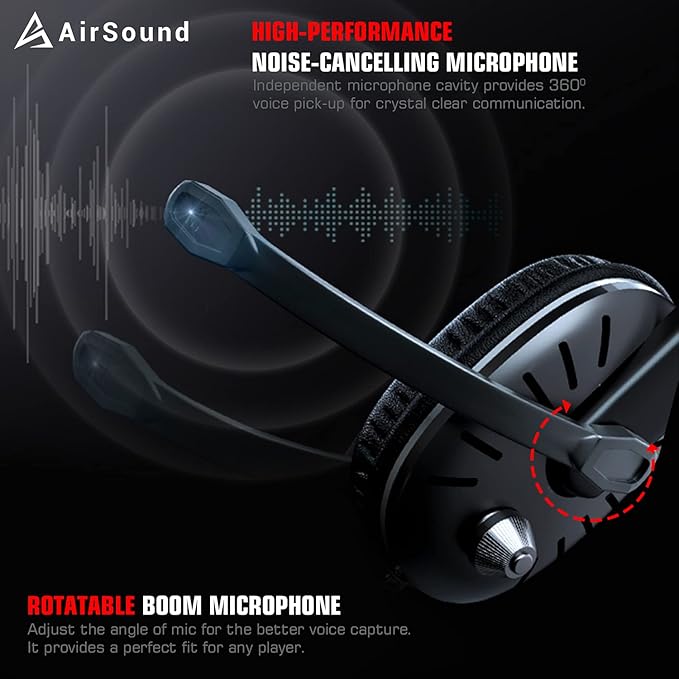 AirSound
HIGH-PERFORMANCE
NOISE-CANCELLING MICROPHONE
Independent microphone cavity provides 360⁰
voice pick-up for crystal clear communication.
ROTATABLE BOOM MICROPHONE
Adjust the angle of mic for the better voice capture.
It provides a perfect fit for any player.